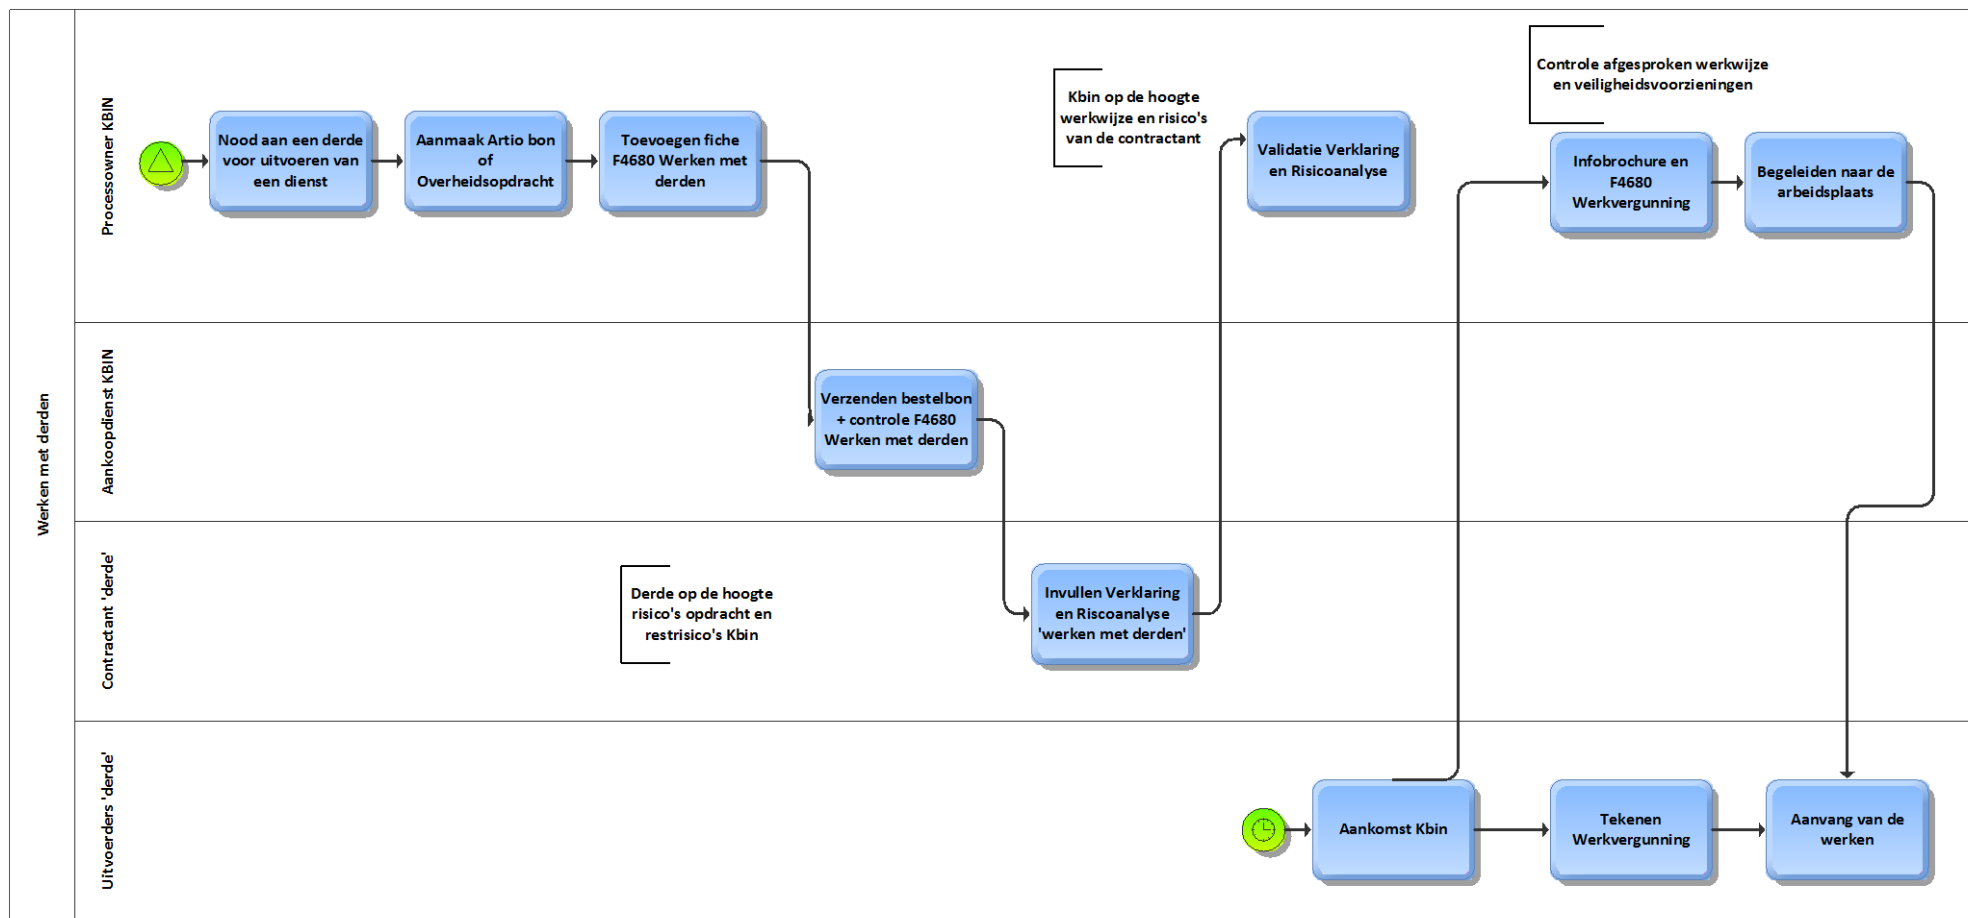 Werken met derden
Processowner KBIN
Nood aan een derde
voor uitvoeren van
een dienst
Aanmaak Artio bon
of
Overheidsopdracht
Toevoegen fiche
F4680 Werken met
derden
Kbin op de hoogte
werkwijze en risico's
van de contractant
Validatie Verklaring
en Risicoanalyse
Controle afgesproken werkwijze
en veiligheidsvoorzieningen
Infobrochure en
F4680
Werkvergunning
Begeleiden naar de
arbeidsplaats
Aankoopdienst KBIN
Verzenden bestelbon
+ controle F4680
Werken met derden
Contractant 'derde'
Derde op de hoogte
risico's opdracht en
restrisico's Kbin
Invullen Verklaring
en Riscoanalyse
'werken met derden'
Uitvoerders 'derde'
Aankomst Kbin
Tekenen
Werkvergunning
Aanvang van de
werken